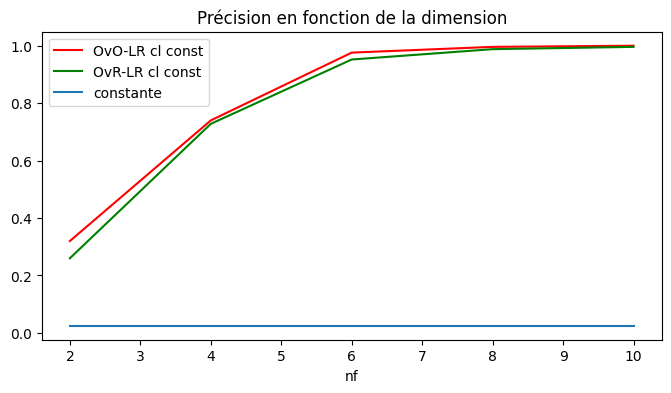 Précision en fonction de la dimension
OvO-LR cl const
OvR-LR cl const
constante
1.0
0.8
0.6
0.4
0.2
0.0
2 3 4 5 6 7 8 9 10
nf